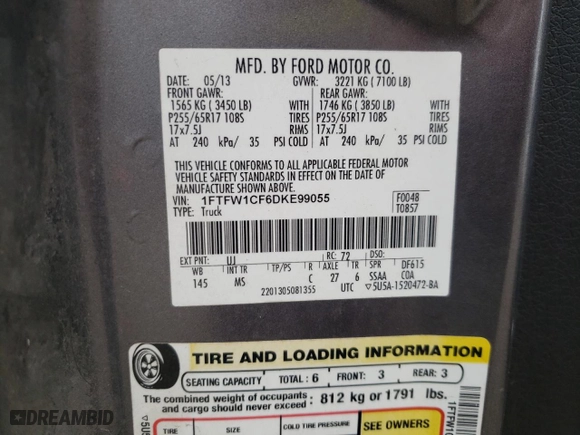 MFD. BY FORD MOTOR CO.
DATE: 05/13 GVWR: 3221 KG ( 7100 LB)
FRONT GAWR: REAR GAWR:
1565 KG ( 3450 LB) WITH 1746 KG ( 3850 LB) WITH
P255/65R17 108S TIRES P255/65R17 108S TIRES
17x7.5J RIMS 17x7.5J RIMS
AT 240 kPa/ 35 PSI COLD AT 240 kPa/ 35 PSI COLD
THIS VEHICLE CONFORMS TO ALL APPLICABLE FEDERAL MOTOR
VEHICLE SAFETY STANDARDS IN EFFECT ON THE DATE OF
MANUFACTURE SHOWN ABOVE.
VIN: 1FTFW1CF6DKE99055 F0048
TYPE: Truck T0857
EXT PNT: UJ RC: 72 DSO:
WB INT TR TP/PS R AXLE TR SPR DF615
145 MS C 27 6 SSAA COA
2201305081355 UTC ▽5U5A-1520472-BA
TIRE AND LOADING INFORMATION
SEATING CAPACITY TOTAL: 6 FRONT: 3 REAR: 3
The combined weight of occupants
and cargo should never exceed: 812 kg or 1791 lbs.
TIRE SIZE COLD TIRE PRESSURE SEE OWNERS
DREAMBID